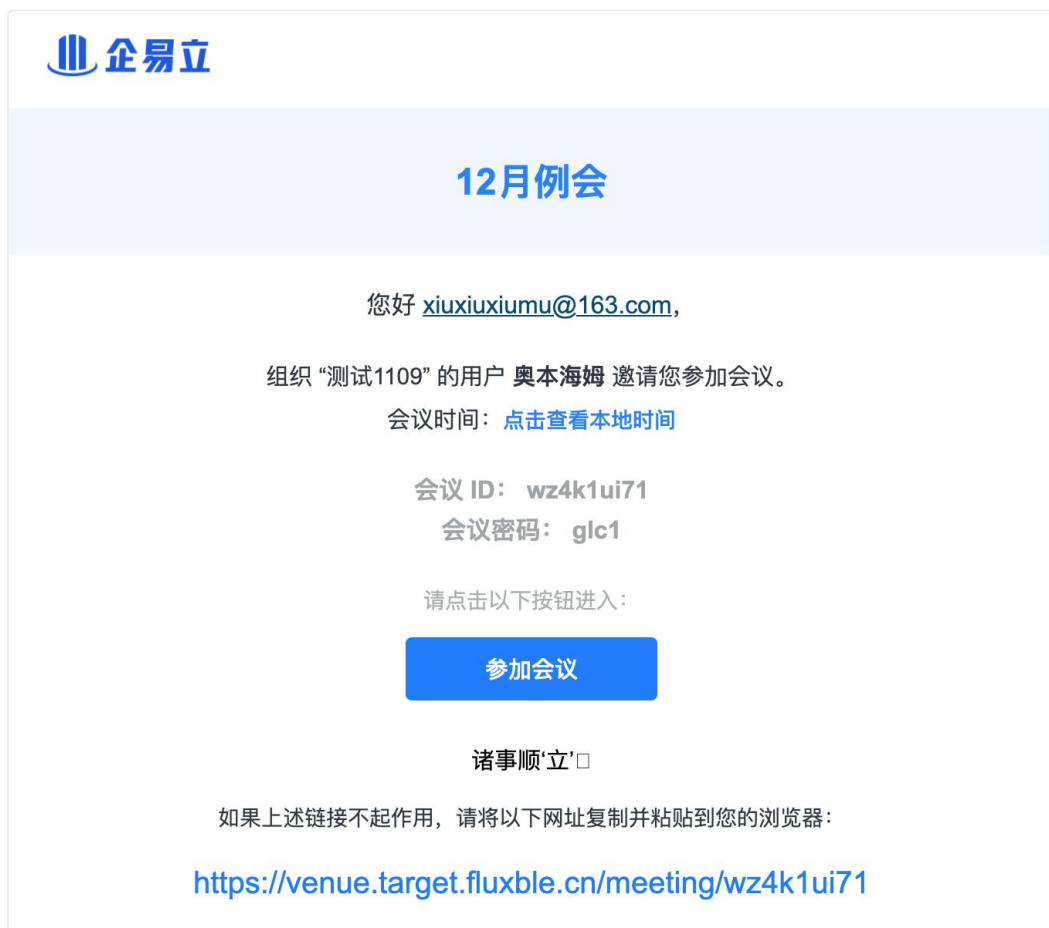 企易立
12月例会
您好 xiuxiuxiumu@163.com,
组织 “测试1109” 的用户 奥本海姆 邀请您参加会议。
会议时间：点击查看本地时间
会议 ID： wz4k1ui71
会议密码： glc1
请点击以下按钮进入：
参加会议
诸事顺‘立’
如果上述链接不起作用，请将以下网址复制并粘贴到您的浏览器：
https://venue.target.fluxble.cn/meeting/wz4k1ui71